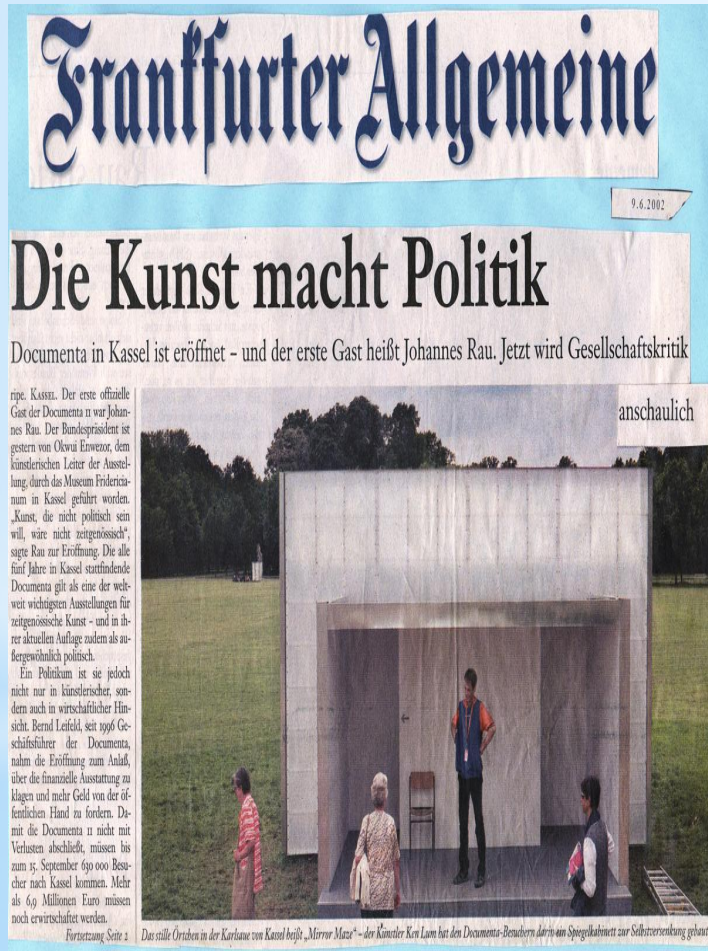 Frankfurter Allgemeine
9.6.2002
Die Kunst macht Politik
Documenta in Kassel ist eröffnet – und der erste Gast heißt Johannes Rau. Jetzt wird Gesellschaftskritik
anschaulich
ripe. KASSEL. Der erste offizielle
Gast der Documenta 11 war Johan-
nes Rau. Der Bundespräsident ist
gestern von Okwui Enwezor, dem
künstlerischen Leiter der Ausstel-
lung, durch das Museum Fridericia-
num in Kassel geführt worden.
„Kunst, die nicht politisch sein
will, wäre nicht zeitgenössisch“,
sagte Rau zur Eröffnung. Die alle
fünf Jahre in Kassel stattfindende
Documenta gilt als eine der welt-
weit wichtigsten Ausstellungen für
zeitgenössische Kunst – und in ih-
rer aktuellen Auflage zudem als au-
ßergewöhnlich politisch.
Ein Politikum ist sie jedoch
nicht nur in künstlerischer, son-
dern auch in wirtschaftlicher Hin-
sicht. Bernd Leifeld, seit 1996 Ge-
schäftsführer der Documenta,
nahm die Eröffnung zum Anlaß,
über die finanzielle Ausstattung zu
klagen und mehr Geld von der öf-
fentlichen Hand zu fordern. Da-
mit die Documenta 11 nicht mit
Verlusten abschließt, müssen bis
zum 15. September 630 000 Besu-
cher nach Kassel kommen. Mehr
als 6,9 Millionen Euro müssen
noch erwirtschaftet werden.
Fortsetzung Seite 2
Das stille Örtchen in der Karlsaue von Kassel heißt „Mirror Maze“ – der Künstler Ken Lum hat den Documenta-Besuchern darin ein Spiegelkabinett zur Selbstversenkung gebaut